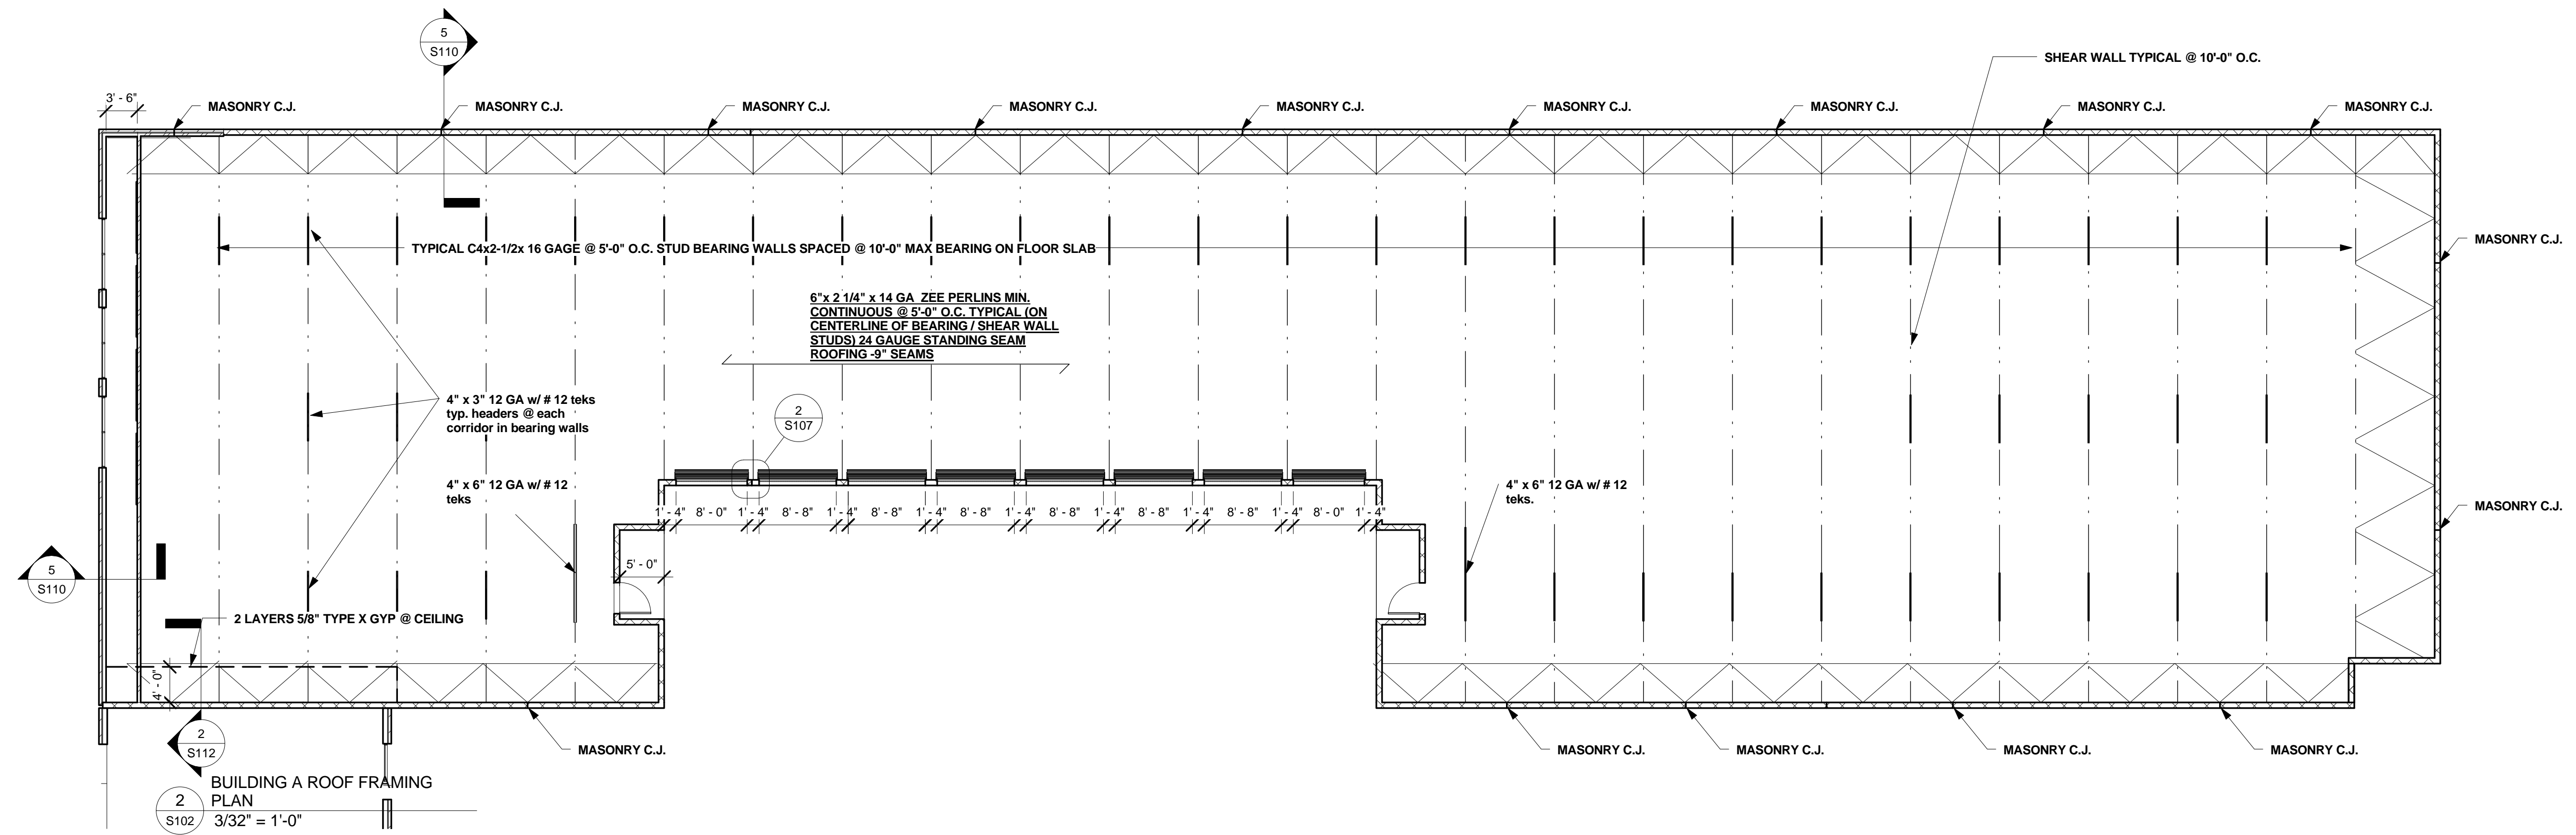 5
S110
SHEAR WALL TYPICAL @ 10'-0" O.C.
3' - 6"
MASONRY C.J.
MASONRY C.J.
MASONRY C.J.
MASONRY C.J.
MASONRY C.J.
MASONRY C.J.
MASONRY C.J.
MASONRY C.J.
MASONRY C.J.
MASONRY C.J.
TYPICAL C4x2-1/2x 16 GAGE @ 5'-0" O.C. STUD BEARING WALLS SPACED @ 10'-0" MAX BEARING ON FLOOR SLAB
6"x 2 1/4" x 14 GA ZEE PERLINS MIN.
CONTINUOUS @ 5'-0" O.C. TYPICAL (ON
CENTERLINE OF BEARING / SHEAR WALL
STUDS) 24 GAUGE STANDING SEAM
ROOFING -9" SEAMS
4" x 3" 12 GA w/ # 12 teks
typ. headers @ each
corridor in bearing walls
2
S107
4" x 6" 12 GA w/ # 12
teks
4" x 6" 12 GA w/ # 12
teks.
MASONRY C.J.
1' - 4" 8' - 0" 1' - 4" 8' - 8" 1' - 4" 8' - 8" 1' - 4" 8' - 8" 1' - 4" 8' - 8" 1' - 4" 8' - 8" 1' - 4" 8' - 8" 1' - 4" 8' - 0" 1' - 4"
5' - 0"
5
S110
2 LAYERS 5/8" TYPE X GYP @ CEILING
4' - 0"
2
S112
MASONRY C.J.
MASONRY C.J.
MASONRY C.J.
MASONRY C.J.
MASONRY C.J.
BUILDING A ROOF FRAMING
PLAN
2
S102
3/32" = 1'-0"